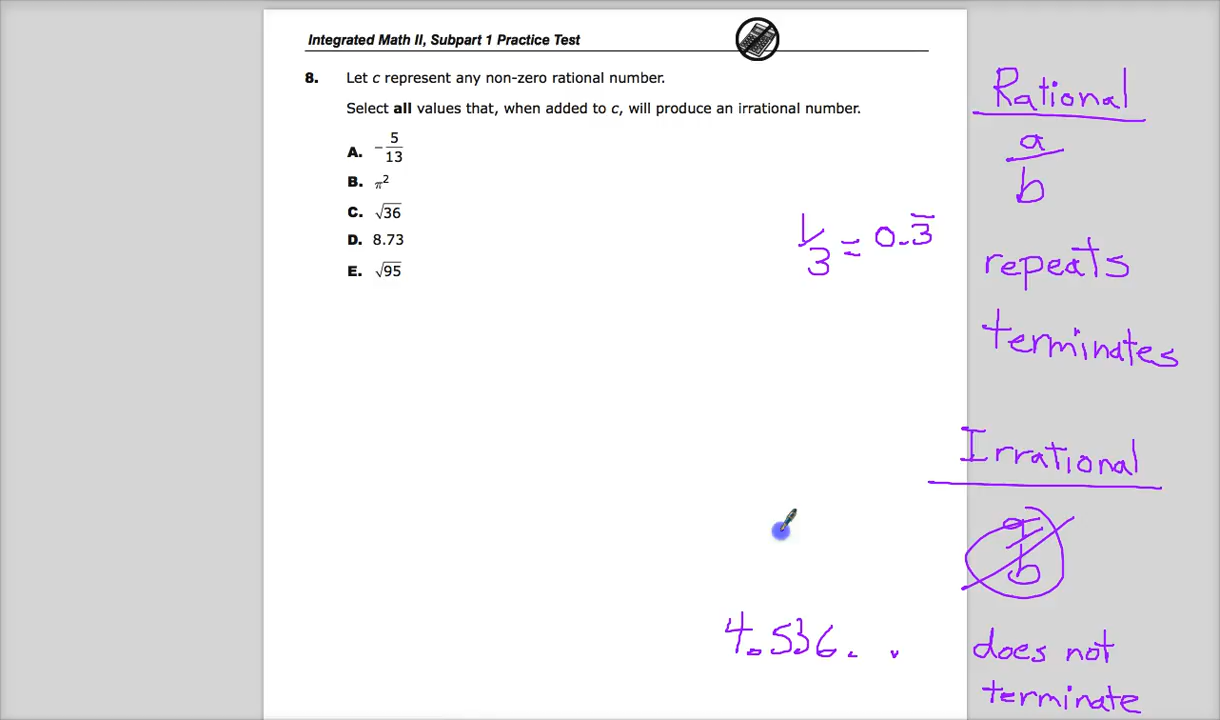 Integrated Math II, Subpart 1 Practice Test
8. Let c represent any non-zero rational number.
Select all values that, when added to c, will produce an irrational number.
A. -5/13
B. π²
C. √36
D. 8.73
E. √95
1/3 = 0.3̅
Rational
a/b
repeats
terminates
Irrational
a/b
4.536. .
does not
terminate